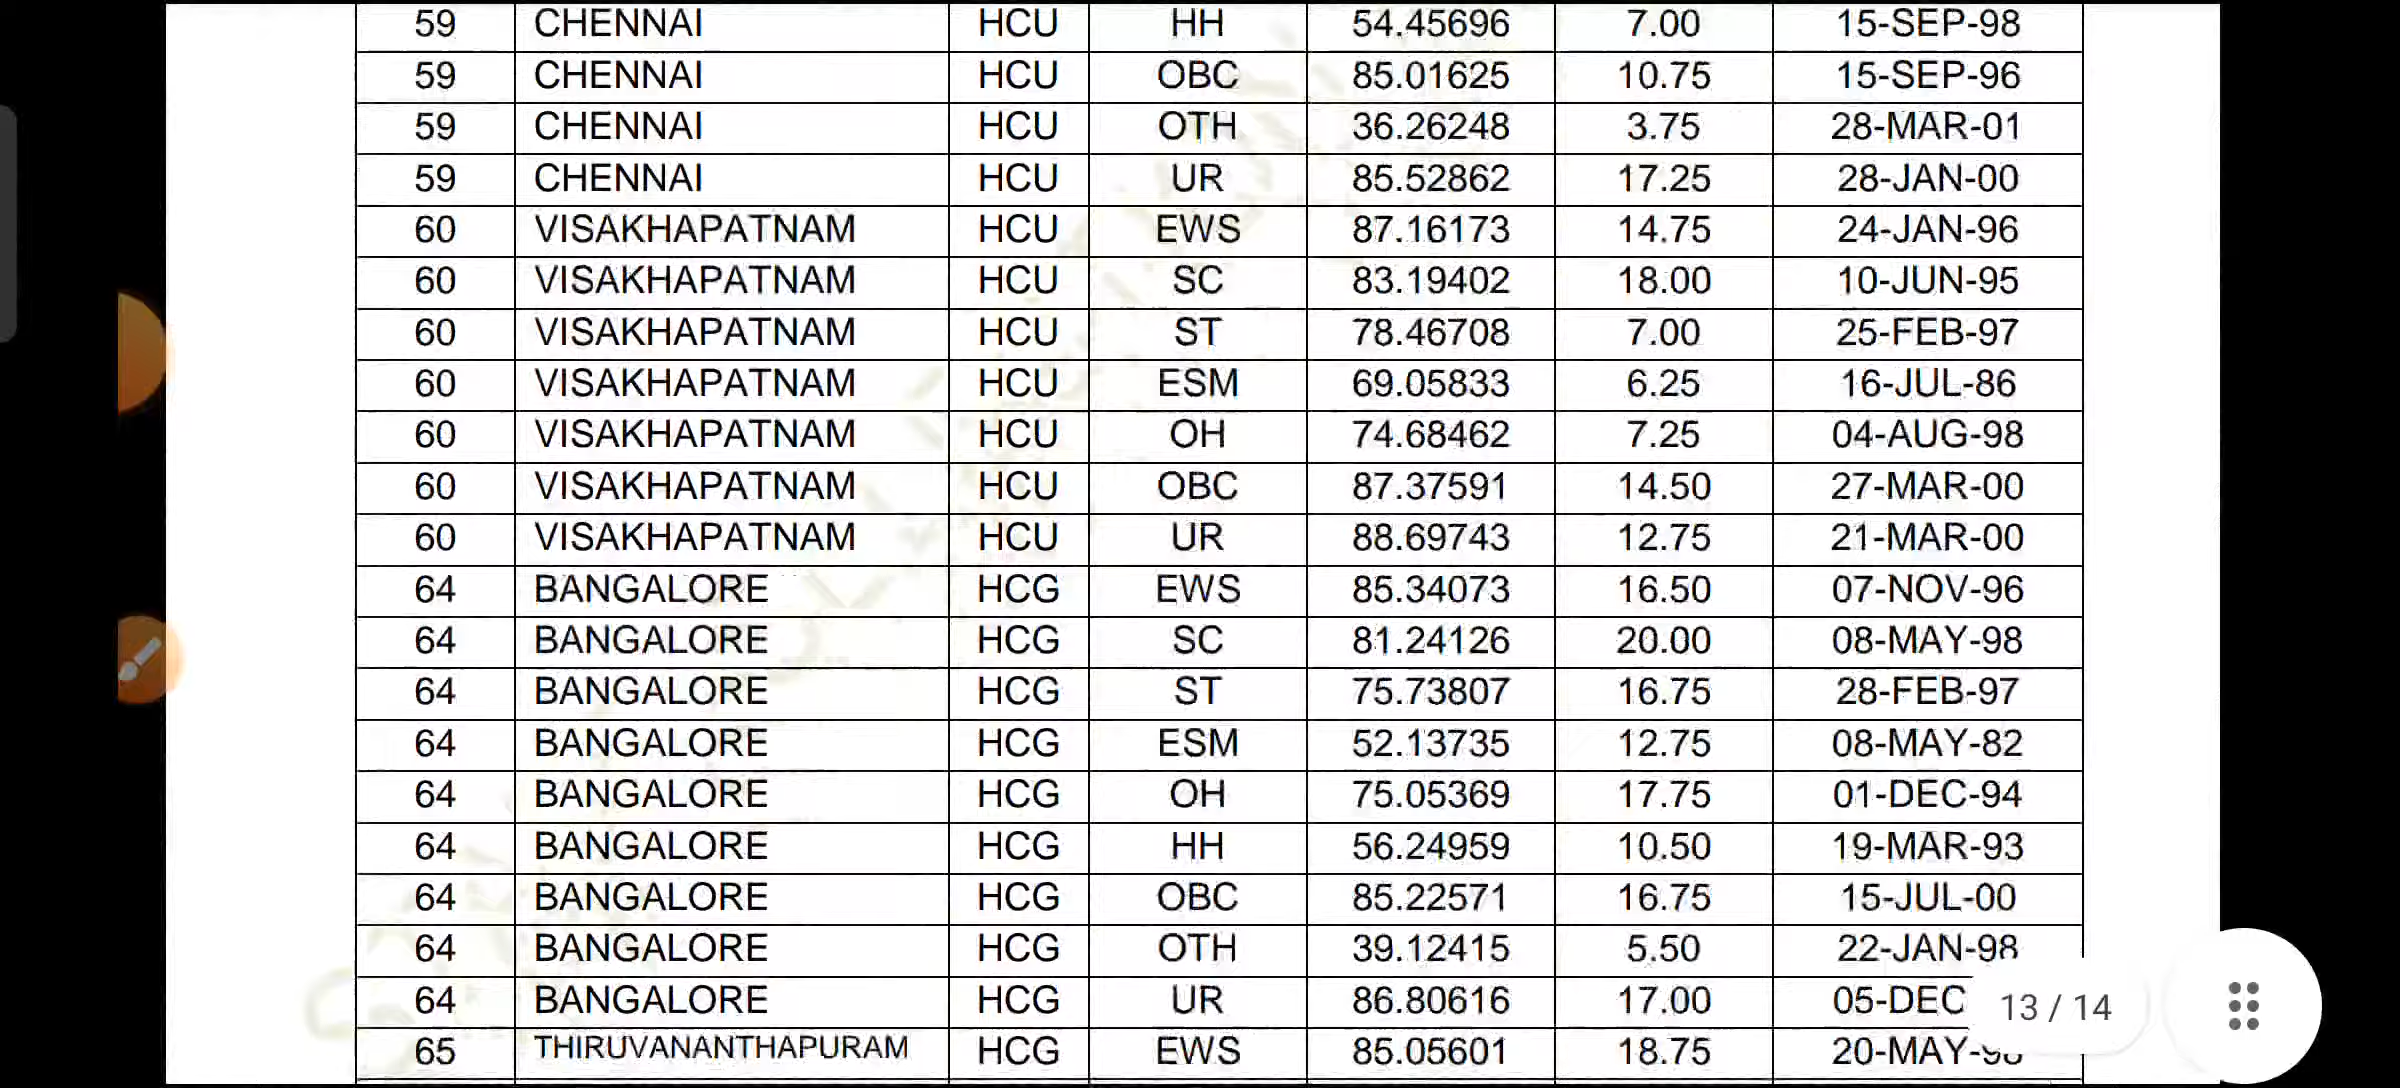 59 CHENNAI HCU HH 54.45696 7.00 15-SEP-98
59 CHENNAI HCU OBC 85.01625 10.75 15-SEP-96
59 CHENNAI HCU OTH 36.26248 3.75 28-MAR-01
59 CHENNAI HCU UR 85.52862 17.25 28-JAN-00
60 VISAKHAPATNAM HCU EWS 87.16173 14.75 24-JAN-96
60 VISAKHAPATNAM HCU SC 83.19402 18.00 10-JUN-95
60 VISAKHAPATNAM HCU ST 78.46708 7.00 25-FEB-97
60 VISAKHAPATNAM HCU ESM 69.05833 6.25 16-JUL-86
60 VISAKHAPATNAM HCU OH 74.68462 7.25 04-AUG-98
60 VISAKHAPATNAM HCU OBC 87.37591 14.50 27-MAR-00
60 VISAKHAPATNAM HCU UR 88.69743 12.75 21-MAR-00
64 BANGALORE HCG EWS 85.34073 16.50 07-NOV-96
64 BANGALORE HCG SC 81.24126 20.00 08-MAY-98
64 BANGALORE HCG ST 75.73807 16.75 28-FEB-97
64 BANGALORE HCG ESM 52.13735 12.75 08-MAY-82
64 BANGALORE HCG OH 75.05369 17.75 01-DEC-94
64 BANGALORE HCG HH 56.24959 10.50 19-MAR-93
64 BANGALORE HCG OBC 85.22571 16.75 15-JUL-00
64 BANGALORE HCG OTH 39.12415 5.50 22-JAN-98
64 BANGALORE HCG UR 86.80616 17.00 05-DEC
13 / 14
65 THIRUVANANTHAPURAM HCG EWS 85.05601 18.75 20-MAY-